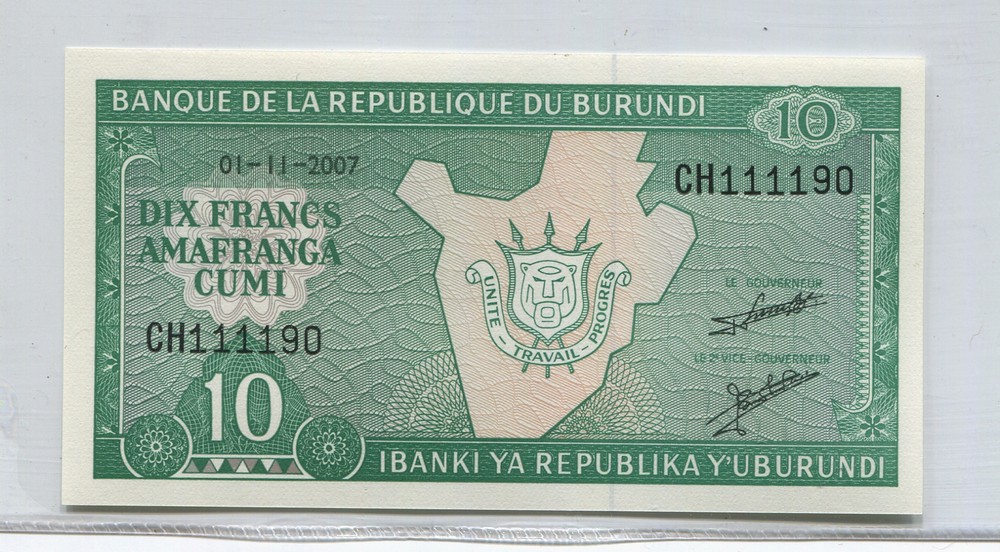 BANQUE DE LA REPUBLIQUE DU BURUNDI
10
01-11-2007
CH111190
DIX FRANCS
AMAFRANGA
CUMI
UNITE - TRAVAIL - PROGRES
LE GOUVERNEUR
CH111190
LE 2e VICE-GOUVERNEUR
10
IBANKI YA REPUBLIKA Y'UBURUNDI